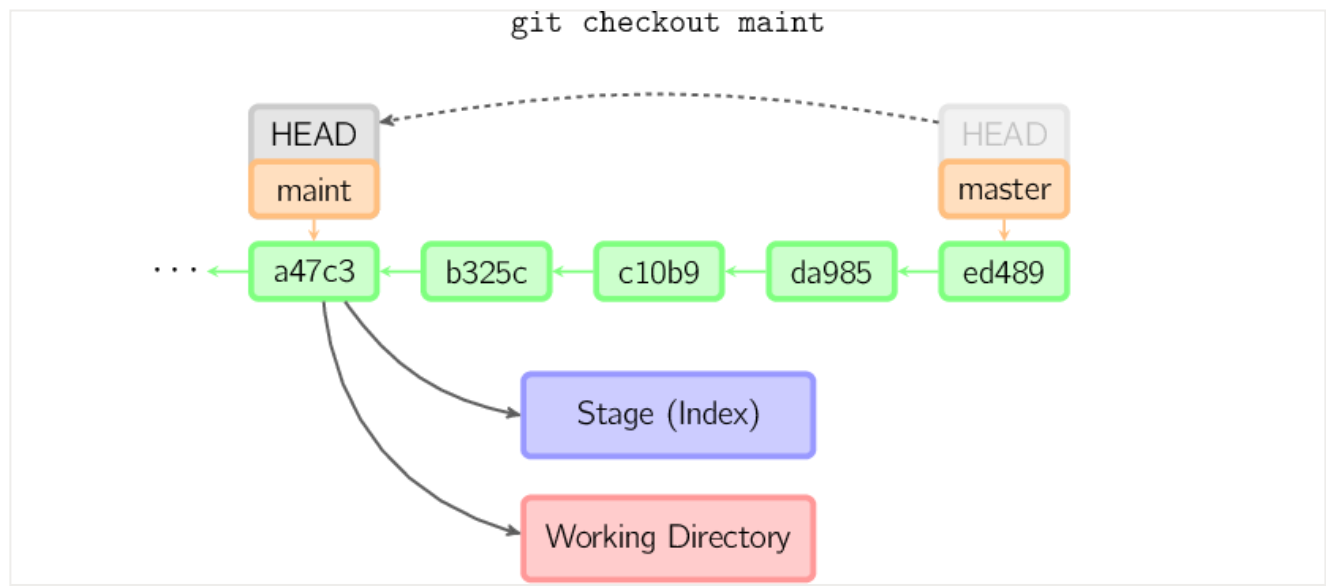 git checkout maint
HEAD
HEAD
maint
master
...
a47c3
b325c
c10b9
da985
ed489
Stage (Index)
Working Directory